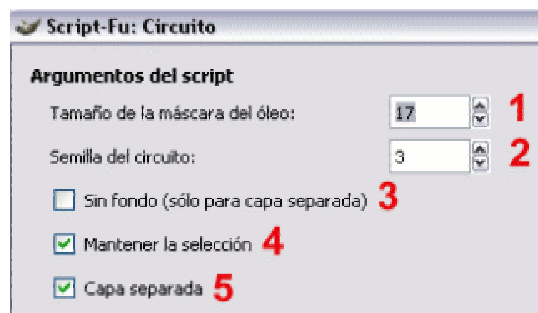 Script-Fu: Circuito
Argumentos del script
Tamaño de la máscara del óleo: 17 1
Semilla del circuito: 3 2
Sin fondo (sólo para capa separada) 3
Mantener la selección 4
Capa separada 5